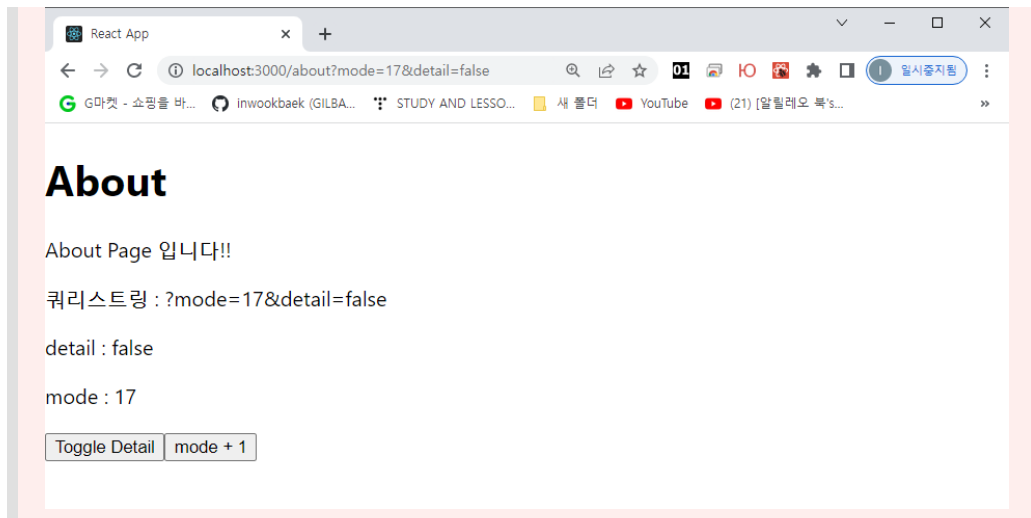 React App
localhost:3000/about?mode=17&detail=false 01 Ю I 일시중지됨
G G마켓 - 쇼핑을 바... inwookbaek (GILBA... STUDY AND LESSO... 새 폴더 YouTube (21) [알릴레오 북's... »
About
About Page 입니다!!
쿼리스트링 : ?mode=17&detail=false
detail : false
mode : 17
Toggle Detail mode + 1